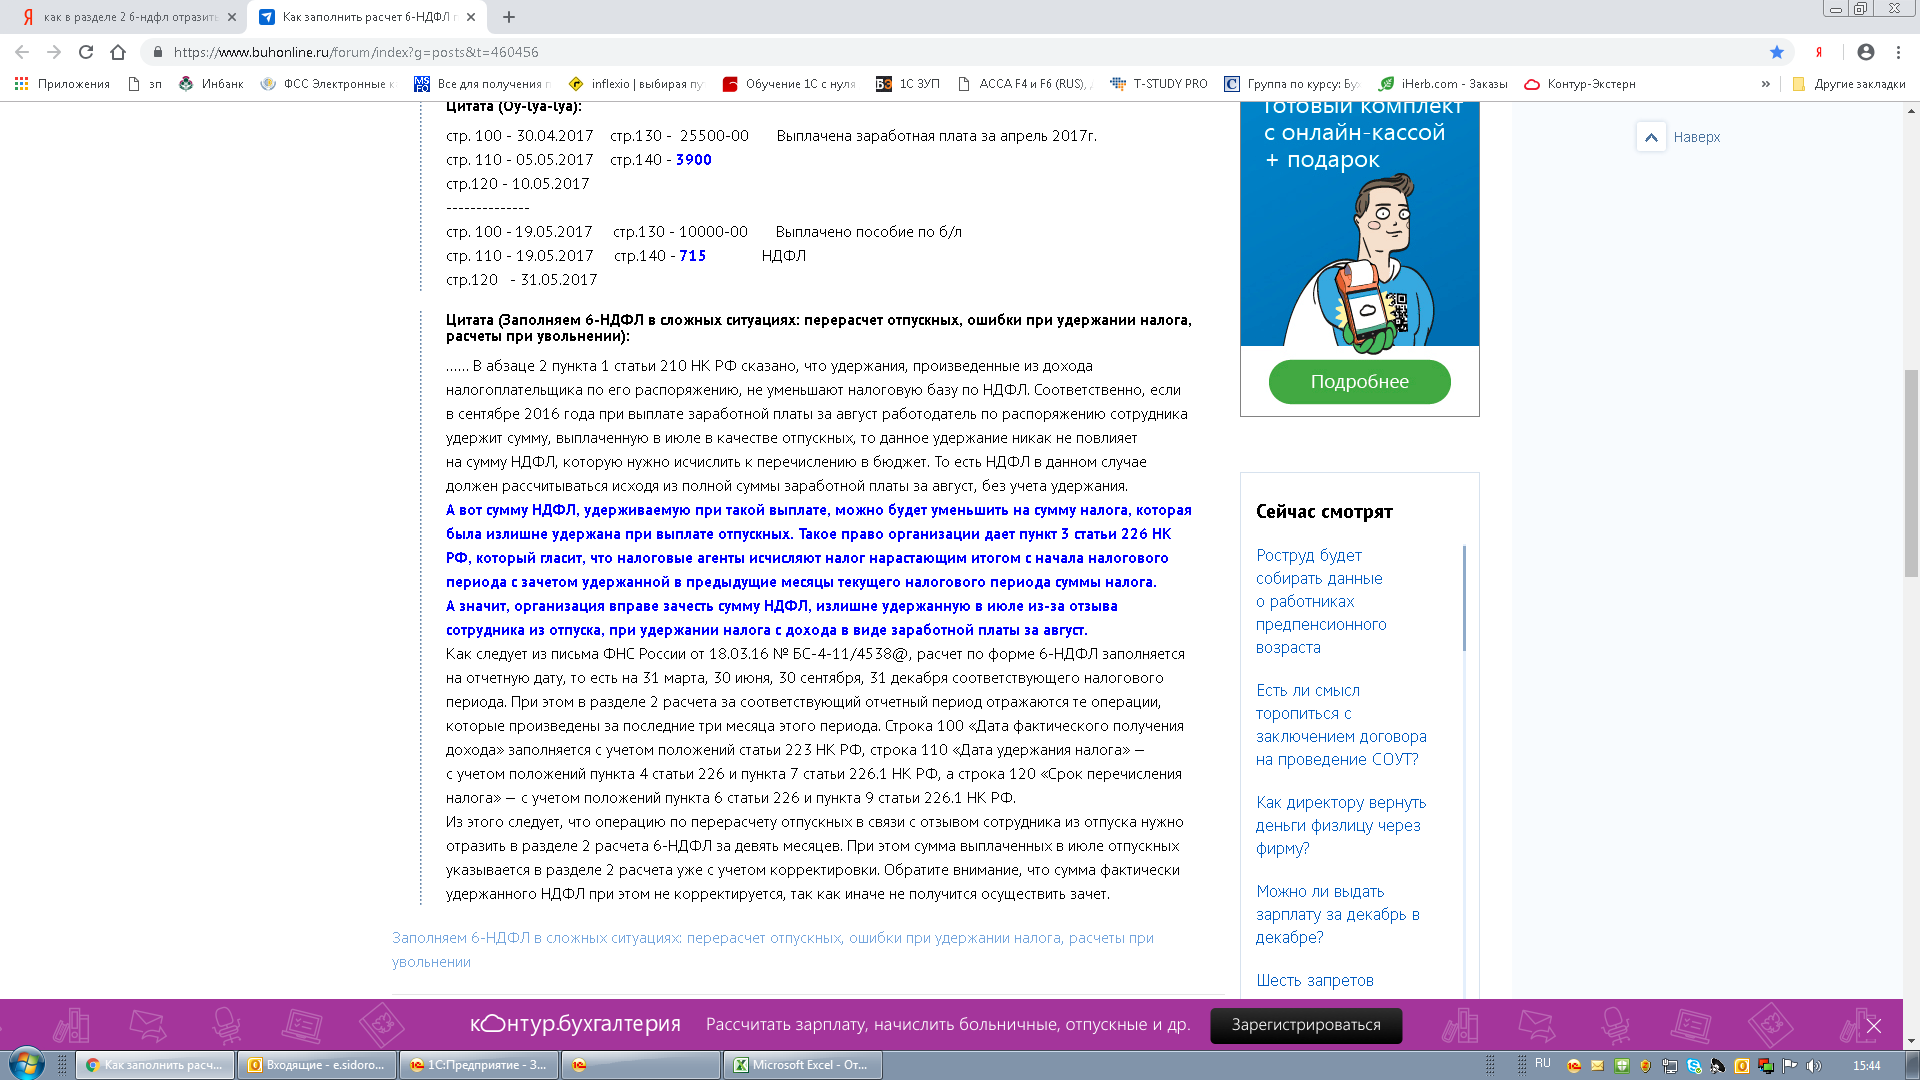 как в разделе 2 6-ндфл отразить
Как заполнить расчет 6-НДФЛ п
https://www.buhonline.ru/forum/index?g=posts&t=460456
Приложения
зп
Инбанк
ФСС Электронные к
Все для получения г
inflexio | выбирая пу
Обучение 1С с нуля
1С ЗУП
ACCA F4 и F6 (RUS),
T-STUDY PRO
Группа по курсу: Бу
iHerb.com - Заказы
Контур-Экстерн
»
Другие закладки
Цитата (Oy-lya-lya):
стр. 100 - 30.04.2017 стр.130 - 25500-00 Выплачена заработная плата за апрель 2017г.
стр. 110 - 05.05.2017 стр.140 - 3900
стр.120 - 10.05.2017
--------------
стр. 100 - 19.05.2017 стр.130 - 10000-00 Выплачено пособие по б/л
стр. 110 - 19.05.2017 стр.140 - 715 НДФЛ
стр.120 - 31.05.2017
Цитата (Заполняем 6-НДФЛ в сложных ситуациях: перерасчет отпускных, ошибки при удержании налога,
расчеты при увольнении):
...... В абзаце 2 пункта 1 статьи 210 НК РФ сказано, что удержания, произведенные из дохода
налогоплательщика по его распоряжению, не уменьшают налоговую базу по НДФЛ. Соответственно, если
в сентябре 2016 года при выплате заработной платы за август работодатель по распоряжению сотрудника
удержит сумму, выплаченную в июле в качестве отпускных, то данное удержание никак не повлияет
на сумму НДФЛ, которую нужно исчислить к перечислению в бюджет. То есть НДФЛ в данном случае
должен рассчитываться исходя из полной суммы заработной платы за август, без учета удержания.
А вот сумму НДФЛ, удерживаемую при такой выплате, можно будет уменьшить на сумму налога, которая
была излишне удержана при выплате отпускных. Такое право организации дает пункт 3 статьи 226 НК
РФ, который гласит, что налоговые агенты исчисляют налог нарастающим итогом с начала налогового
периода с зачетом удержанной в предыдущие месяцы текущего налогового периода суммы налога.
А значит, организация вправе зачесть сумму НДФЛ, излишне удержанную в июле из-за отзыва
сотрудника из отпуска, при удержании налога с дохода в виде заработной платы за август.
Как следует из письма ФНС России от 18.03.16 № БС-4-11/4538@, расчет по форме 6-НДФЛ заполняется
на отчетную дату, то есть на 31 марта, 30 июня, 30 сентября, 31 декабря соответствующего налогового
периода. При этом в разделе 2 расчета за соответствующий отчетный период отражаются те операции,
которые произведены за последние три месяца этого периода. Строка 100 «Дата фактического получения
дохода» заполняется с учетом положений статьи 223 НК РФ, строка 110 «Дата удержания налога» —
с учетом положений пункта 4 статьи 226 и пункта 7 статьи 226.1 НК РФ, а строка 120 «Срок перечисления
налога» — с учетом положений пункта 6 статьи 226 и пункта 9 статьи 226.1 НК РФ.
Из этого следует, что операцию по перерасчету отпускных в связи с отзывом сотрудника из отпуска нужно
отразить в разделе 2 расчета 6-НДФЛ за девять месяцев. При этом сумма выплаченных в июле отпускных
указывается в разделе 2 расчета уже с учетом корректировки. Обратите внимание, что сумма фактически
удержанного НДФЛ при этом не корректируется, так как иначе не получится осуществить зачет.
Заполняем 6-НДФЛ в сложных ситуациях: перерасчет отпускных, ошибки при удержании налога, расчеты при
увольнении
Готовый комплект
с онлайн-кассой
+ подарок
Подробнее
Наверх
Сейчас смотрят
Роструд будет
собирать данные
о работниках
предпенсионного
возраста
Есть ли смысл
торопиться с
заключением договора
на проведение СОУТ?
Как директору вернуть
деньги физлицу через
фирму?
Можно ли выдать
зарплату за декабрь в
декабре?
Шесть запретов
контур.бухгалтерия
Рассчитать зарплату, начислить больничные, отпускные и др.
Зарегистрироваться
Как заполнить расч...
Входящие - e.sidoro...
1С:Предприятие - З...
Microsoft Excel - От...
RU
15:44